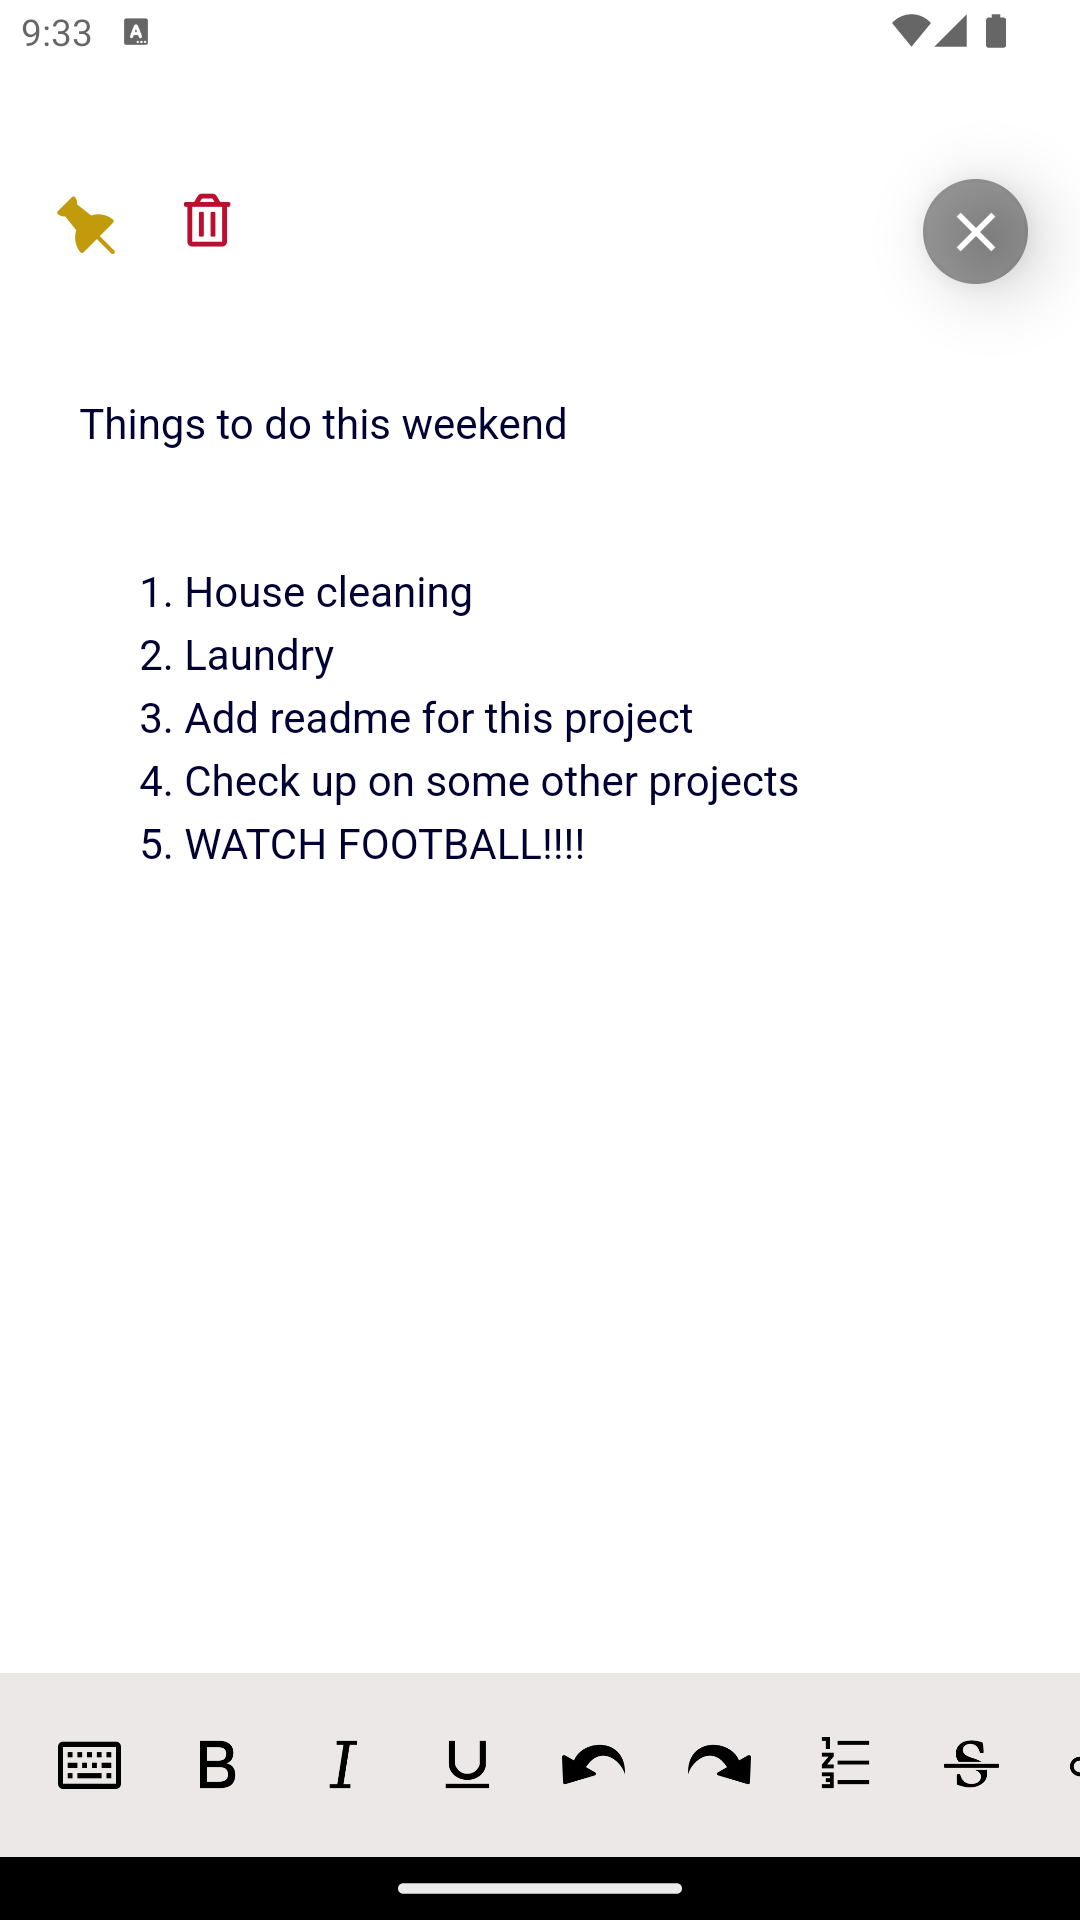 9:33
Things to do this weekend
1. House cleaning
2. Laundry
3. Add readme for this project
4. Check up on some other projects
5. WATCH FOOTBALL!!!!